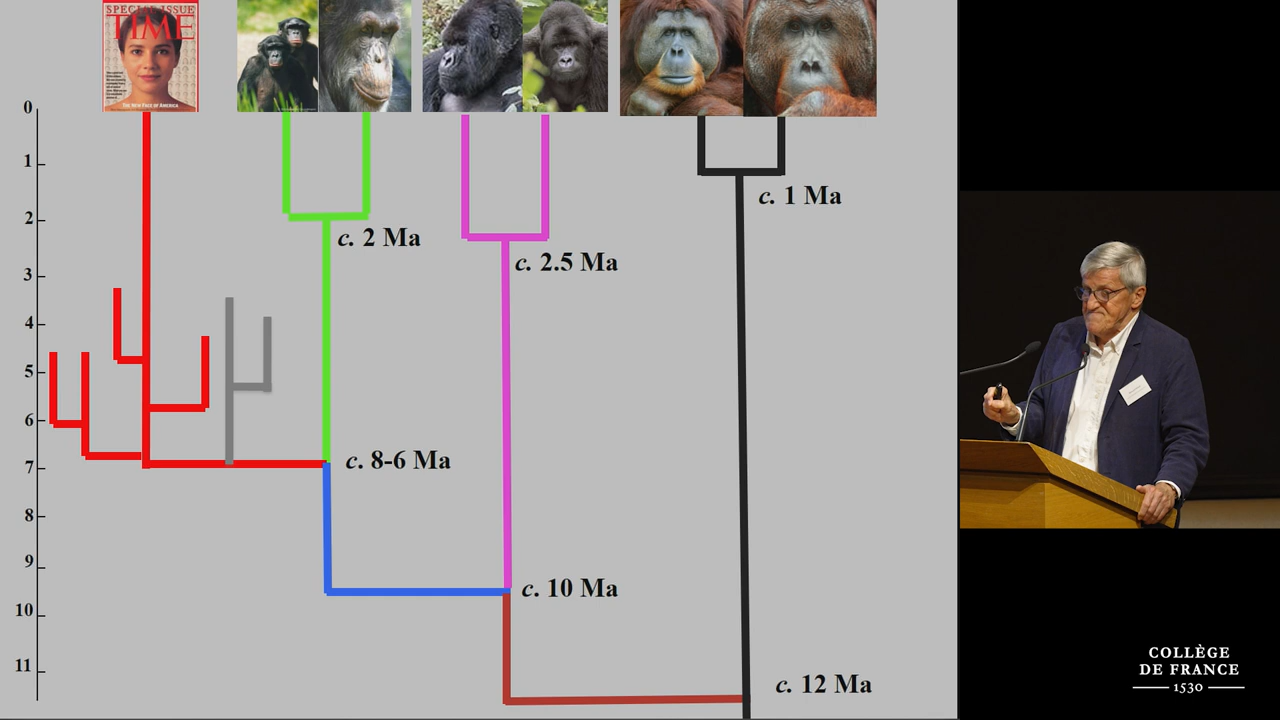 SPECIAL ISSUE
TIME
THE NEW FACE OF AMERICA
0
1
2
3
4
5
6
7
8
9
10
11
c. 1 Ma
c. 2 Ma
c. 2.5 Ma
c. 8-6 Ma
c. 10 Ma
c. 12 Ma
COLLÈGE
DE FRANCE
1530